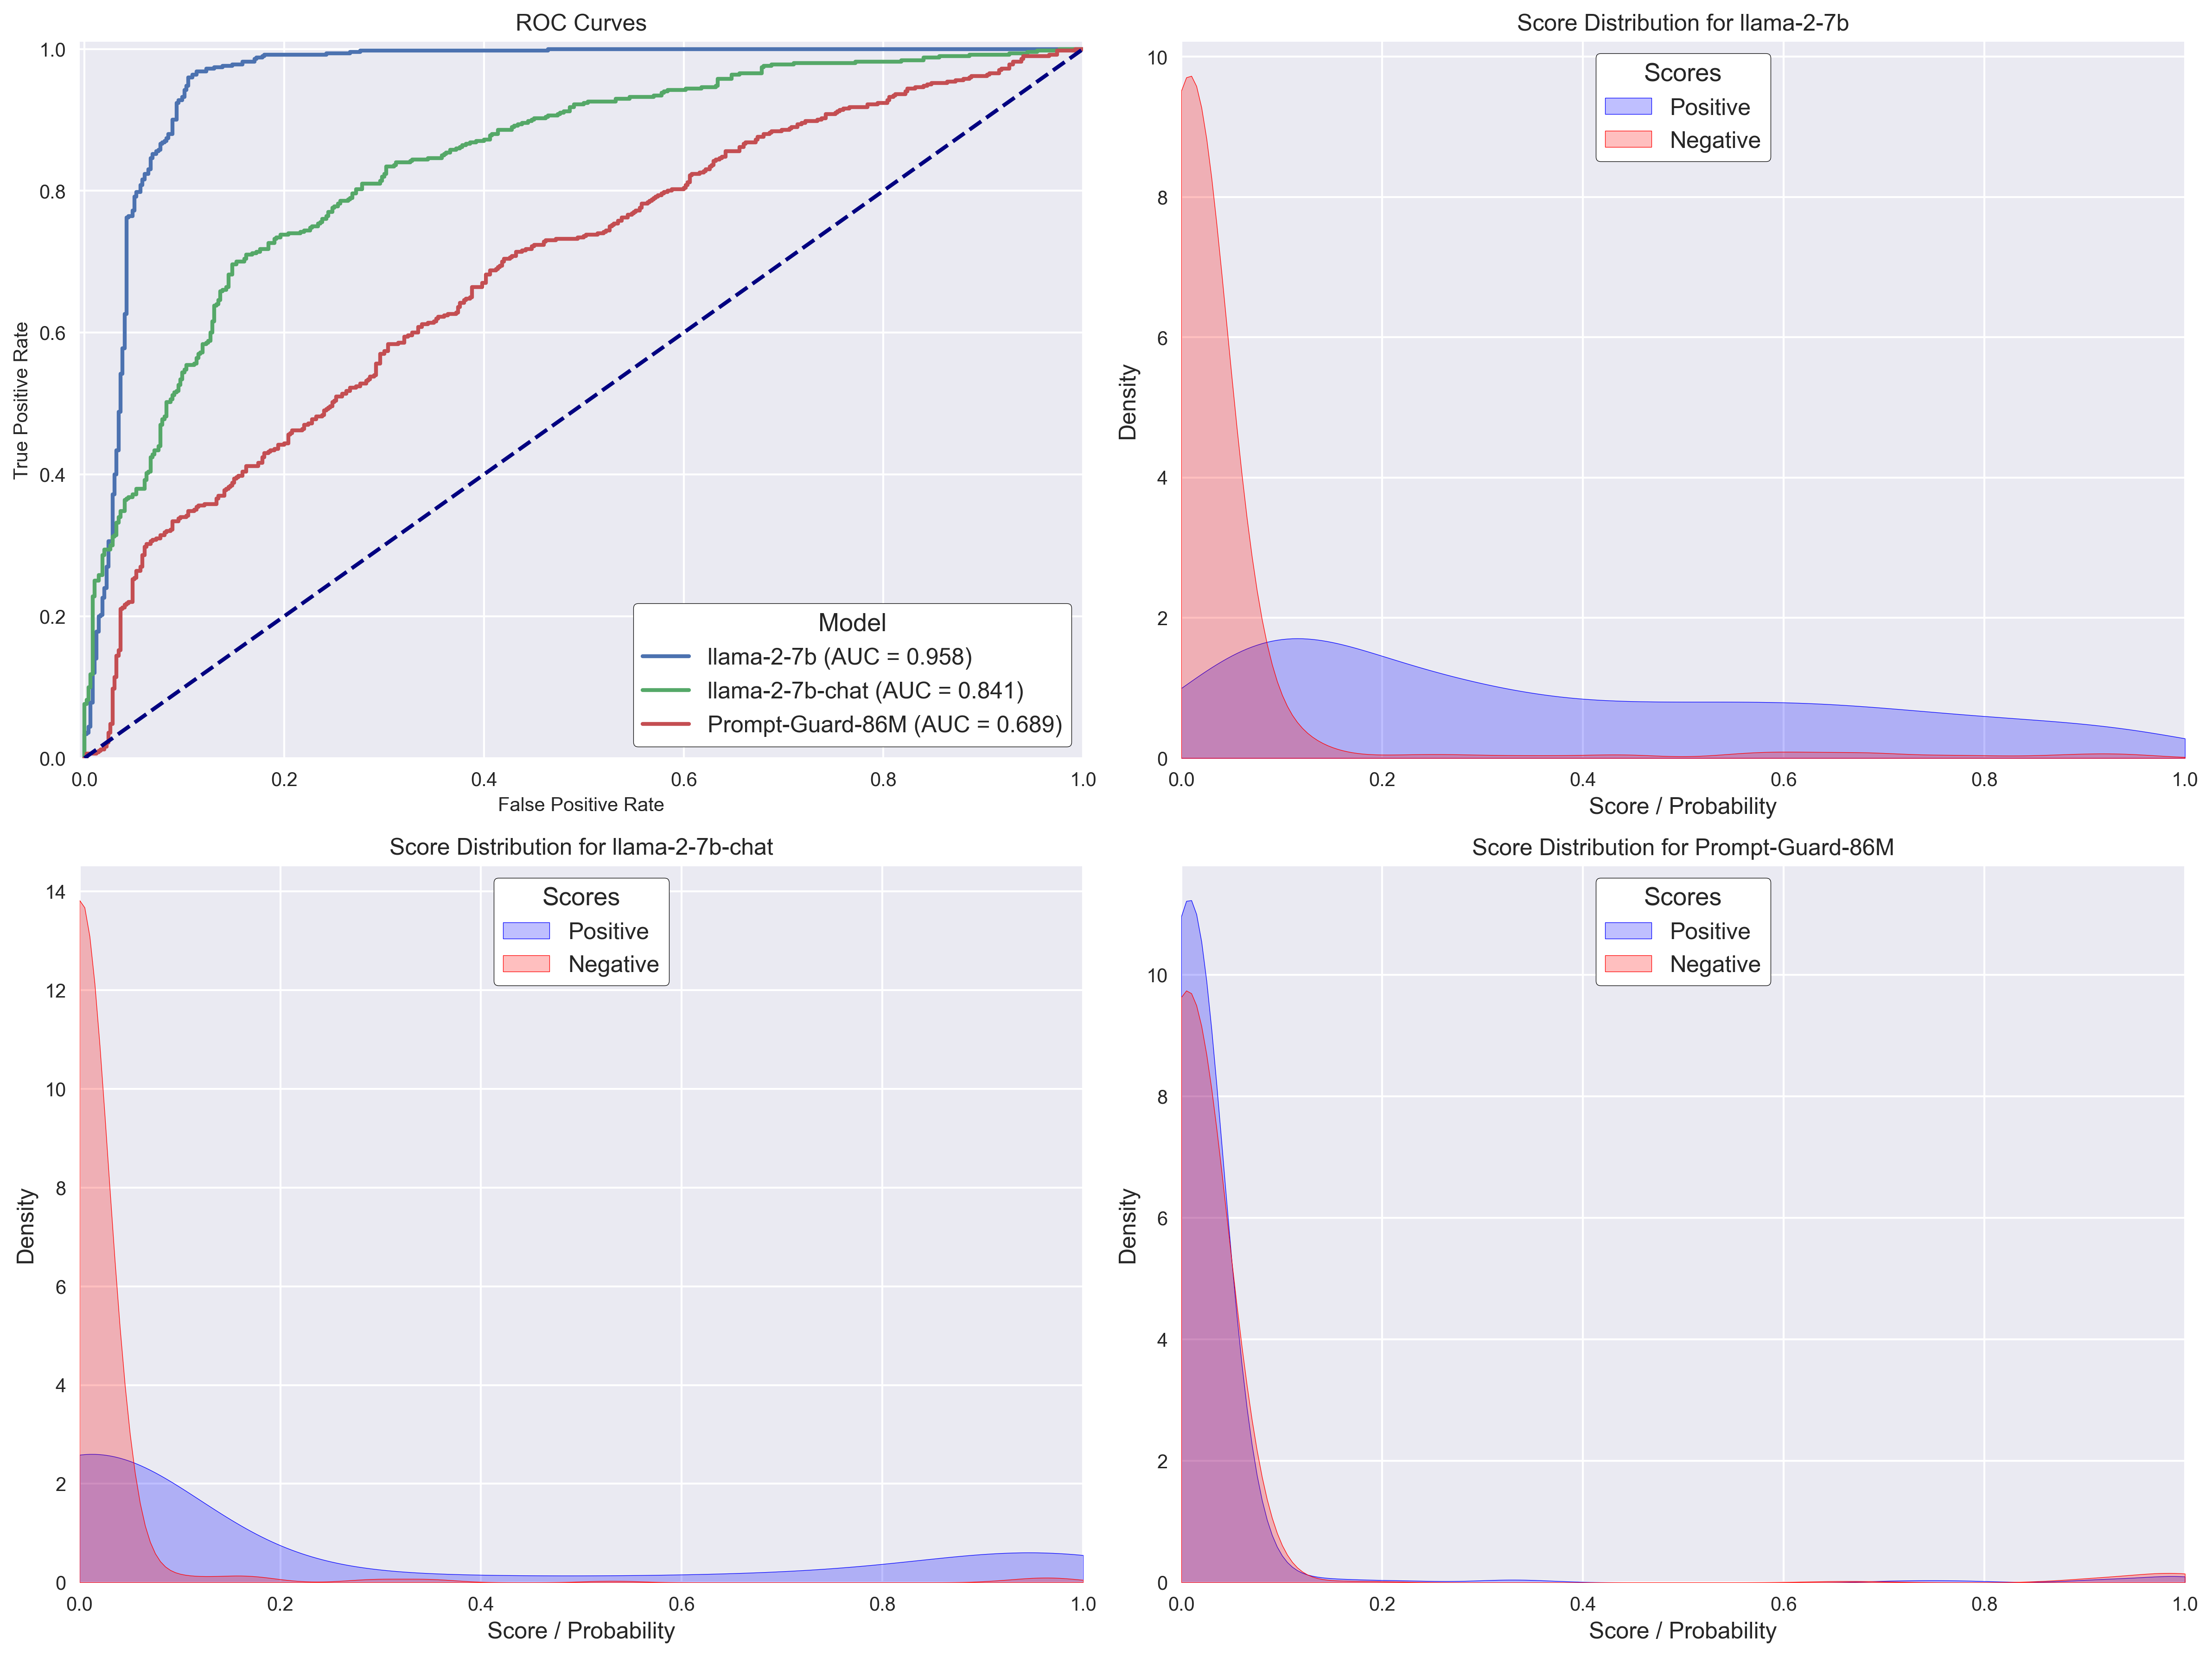 ROC Curves
1.0
0.8
0.6
0.4
0.2
0.0
True Positive Rate
0.0 0.2 0.4 0.6 0.8 1.0
False Positive Rate
Model
llama-2-7b (AUC = 0.958)
llama-2-7b-chat (AUC = 0.841)
Prompt-Guard-86M (AUC = 0.689)
Score Distribution for llama-2-7b
10
8
6
4
2
0
Density
0.0 0.2 0.4 0.6 0.8 1.0
Score / Probability
Scores
Positive
Negative
Score Distribution for llama-2-7b-chat
14
12
10
8
6
4
2
0
Density
0.0 0.2 0.4 0.6 0.8 1.0
Score / Probability
Scores
Positive
Negative
Score Distribution for Prompt-Guard-86M
10
8
6
4
2
0
Density
0.0 0.2 0.4 0.6 0.8 1.0
Score / Probability
Scores
Positive
Negative